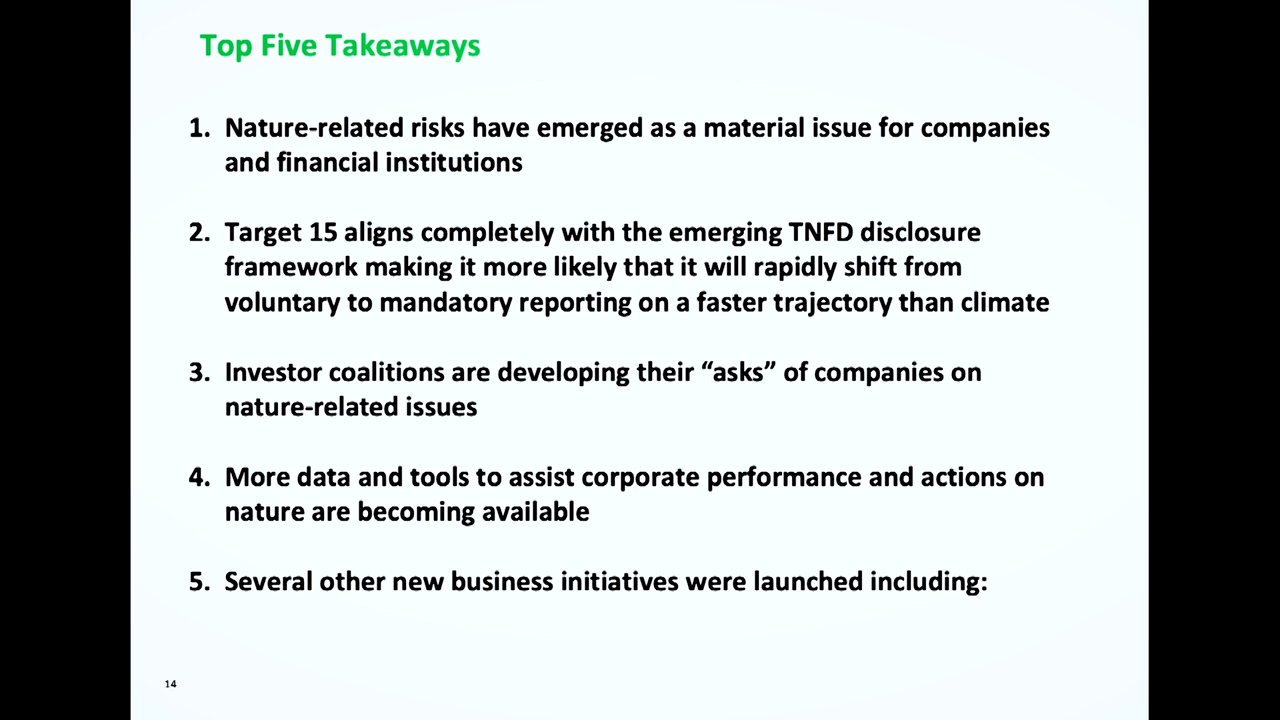 Top Five Takeaways
1. Nature-related risks have emerged as a material issue for companies
and financial institutions
2. Target 15 aligns completely with the emerging TNFD disclosure
framework making it more likely that it will rapidly shift from
voluntary to mandatory reporting on a faster trajectory than climate
3. Investor coalitions are developing their “asks” of companies on
nature-related issues
4. More data and tools to assist corporate performance and actions on
nature are becoming available
5. Several other new business initiatives were launched including:
14